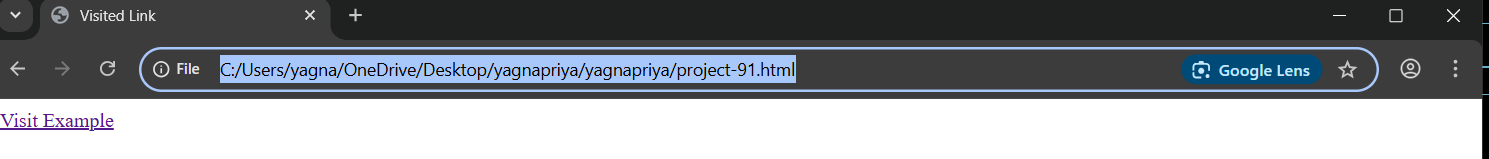 Visited Link
File C:/Users/yagna/OneDrive/Desktop/yagnapriya/yagnapriya/project-91.html Google Lens
Visit Example